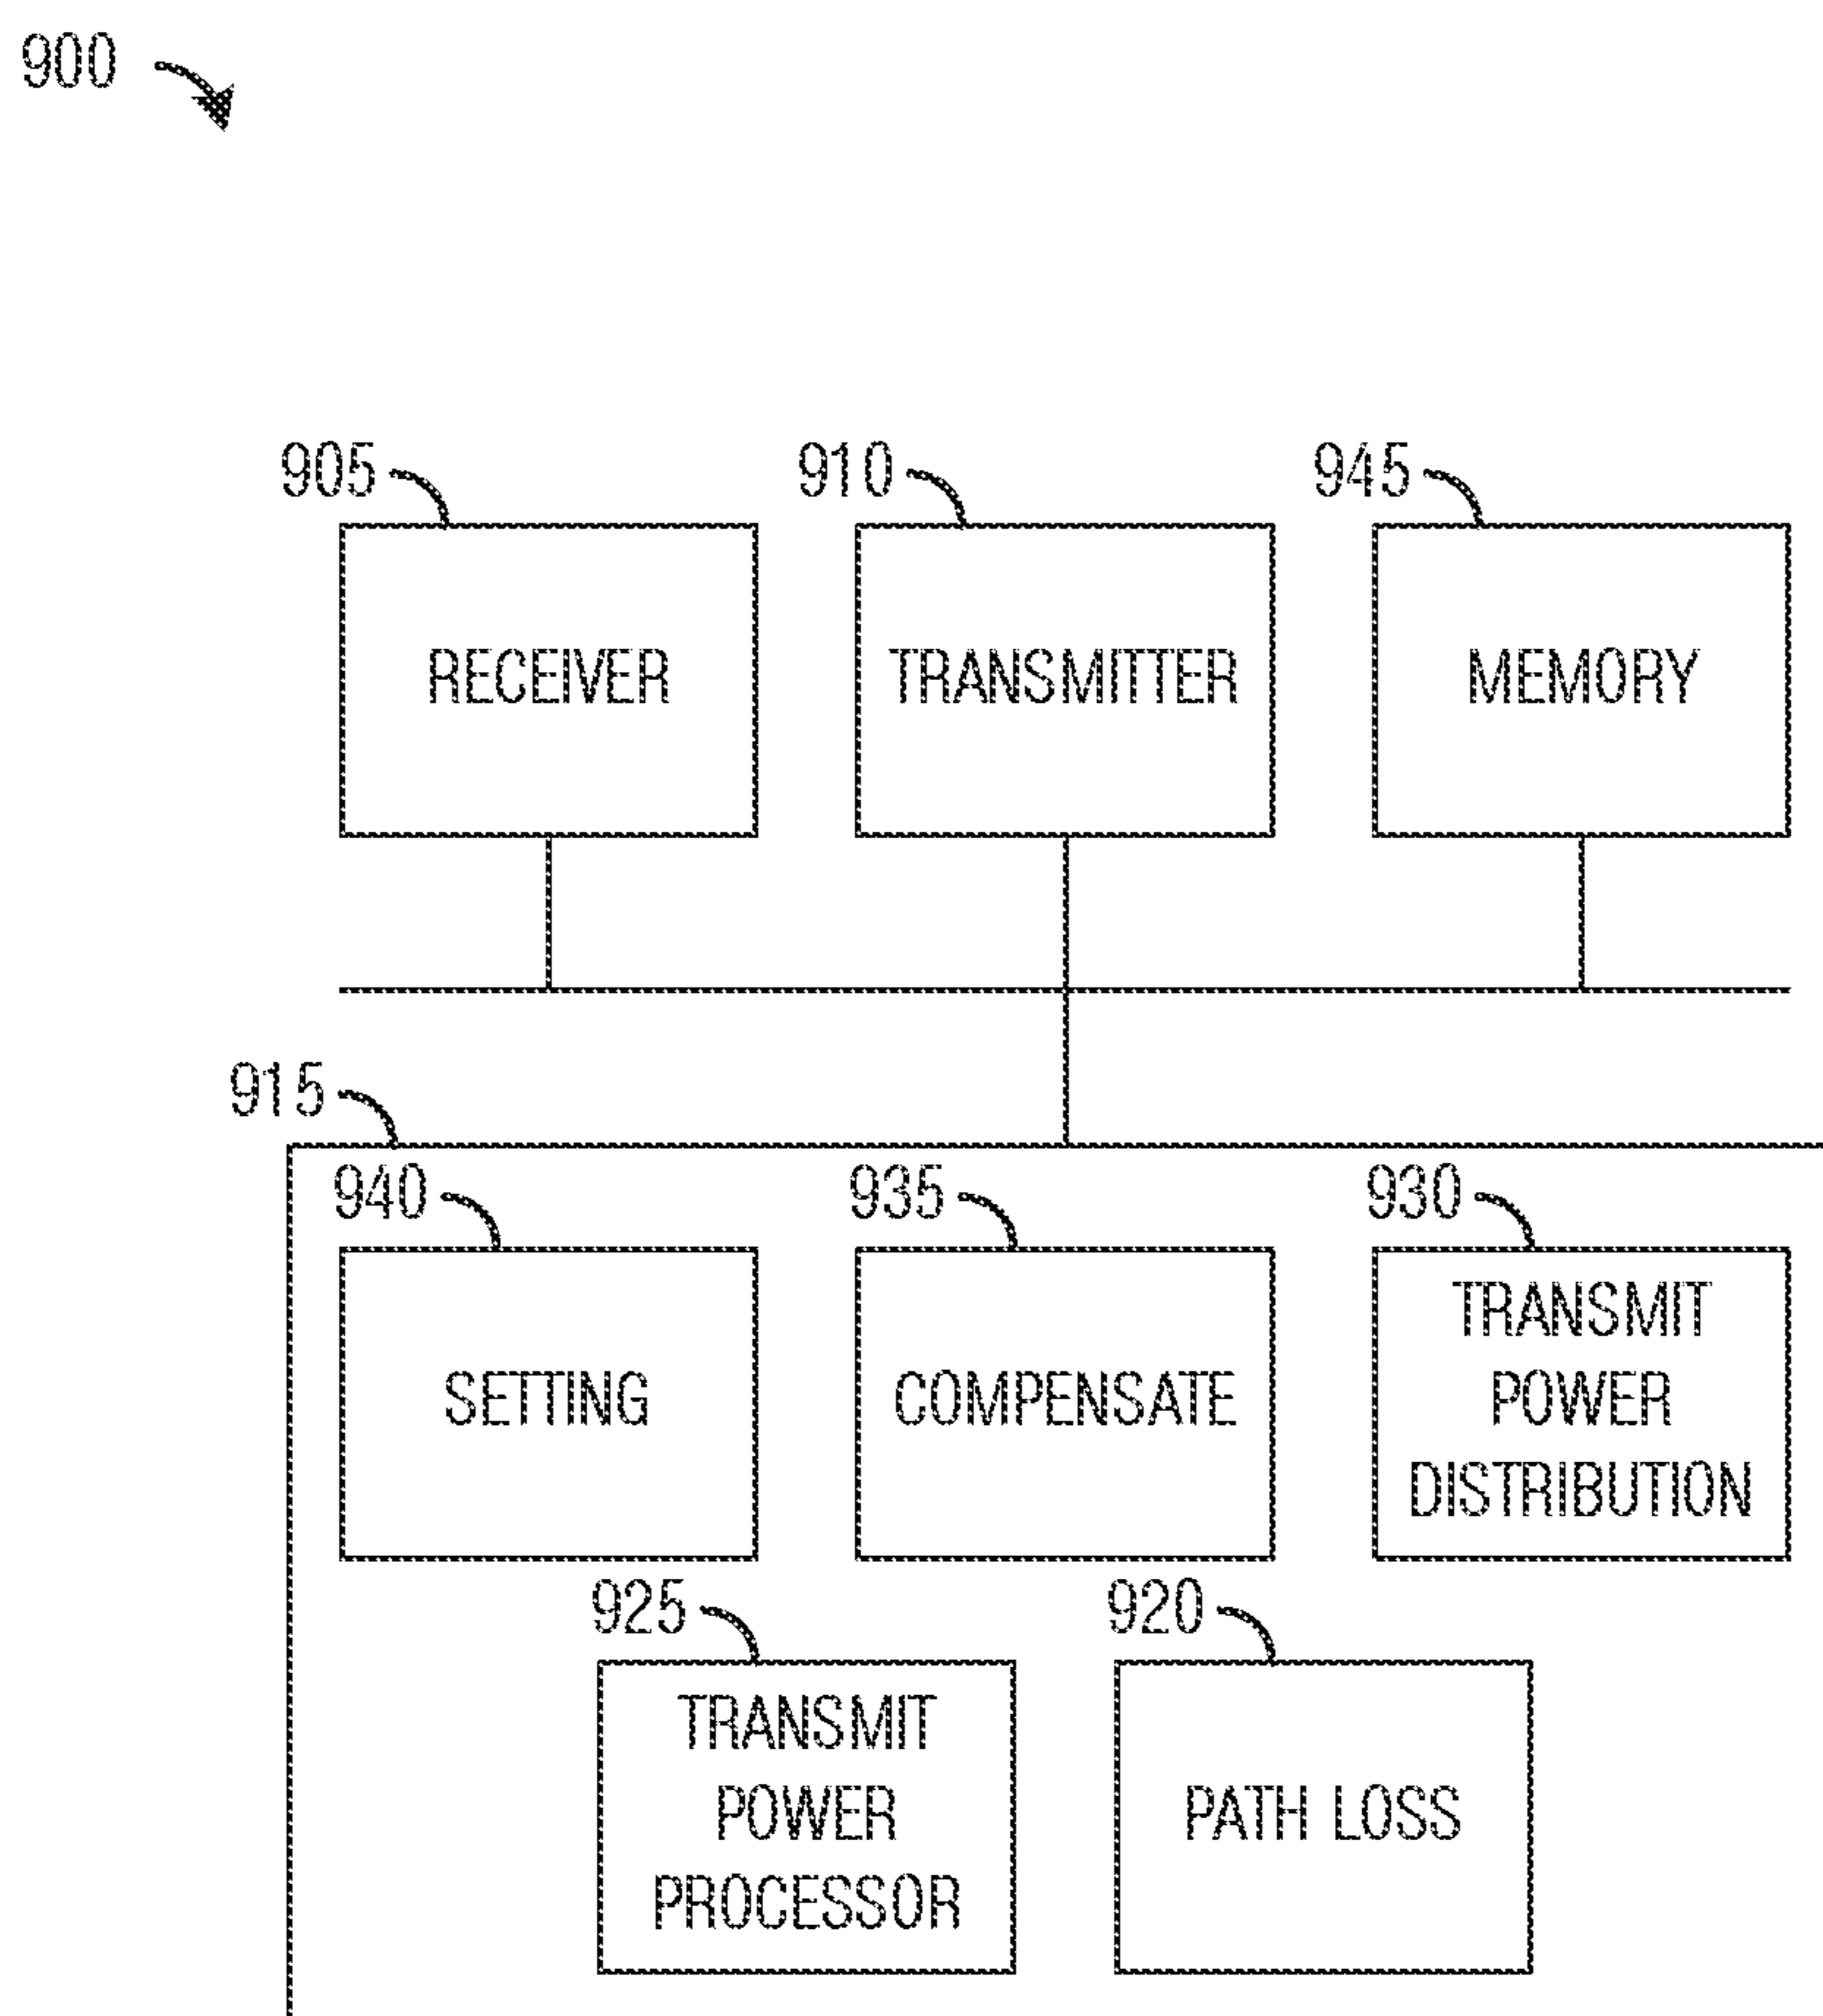 900
905
910
945
RECEIVER
TRANSMITTER
MEMORY
915
940
935
930
SETTING
COMPENSATE
TRANSMIT
POWER
DISTRIBUTION
925
920
TRANSMIT
POWER
PROCESSOR
PATH LOSS